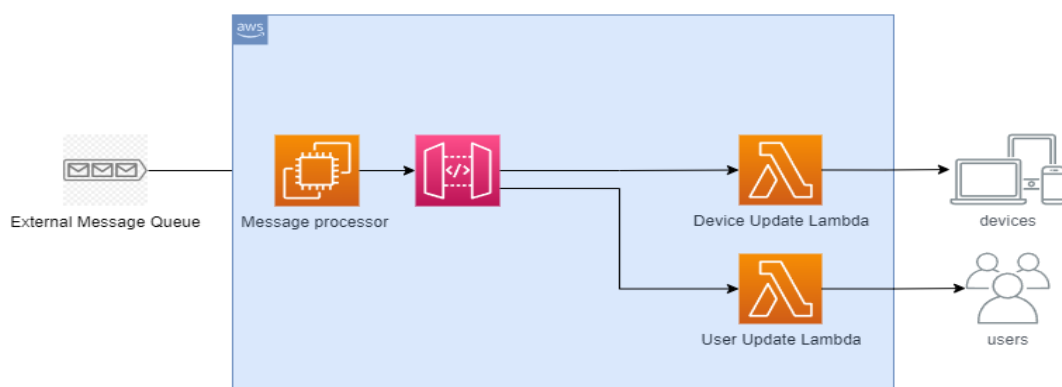 aws
External Message Queue
Message processor
</>
Device Update Lambda
devices
User Update Lambda
users